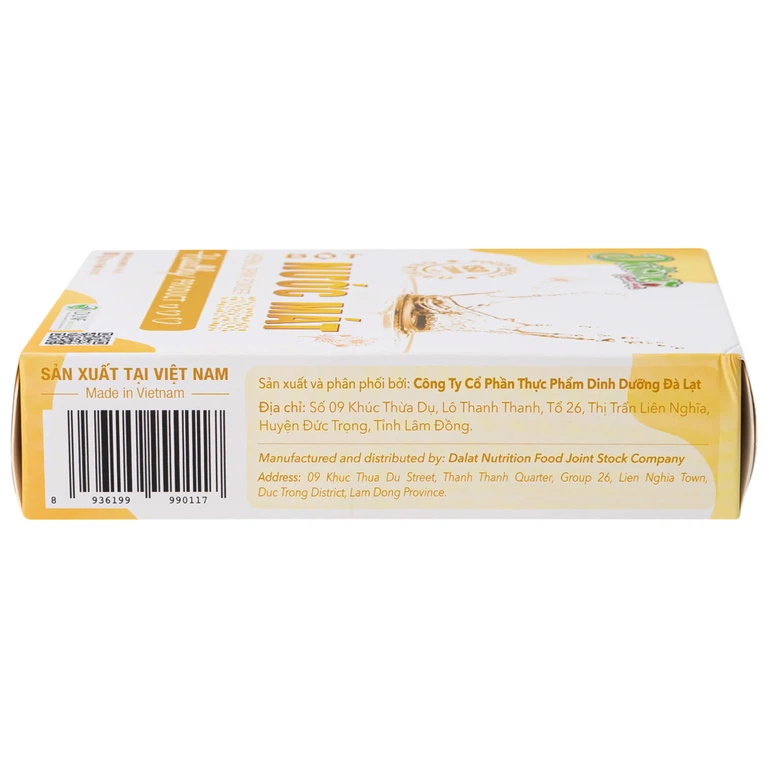 BỘT
NƯỚC MÁT
SẢN XUẤT TẠI VIỆT NAM
Made in Vietnam
8 936199 990117
Sản xuất và phân phối bởi: Công Ty Cổ Phần Thực Phẩm Dinh Dưỡng Đà Lạt
Địa chỉ: Số 09 Khúc Thừa Dụ, Lô Thanh Thanh, Tổ 26, Thị Trấn Liên Nghĩa,
Huyện Đức Trọng, Tỉnh Lâm Đồng.
Manufactured and distributed by: Dalat Nutrition Food Joint Stock Company
Address: 09 Khuc Thua Du Street, Thanh Thanh Quarter, Group 26, Lien Nghia Town,
Duc Trong District, Lam Dong Province.